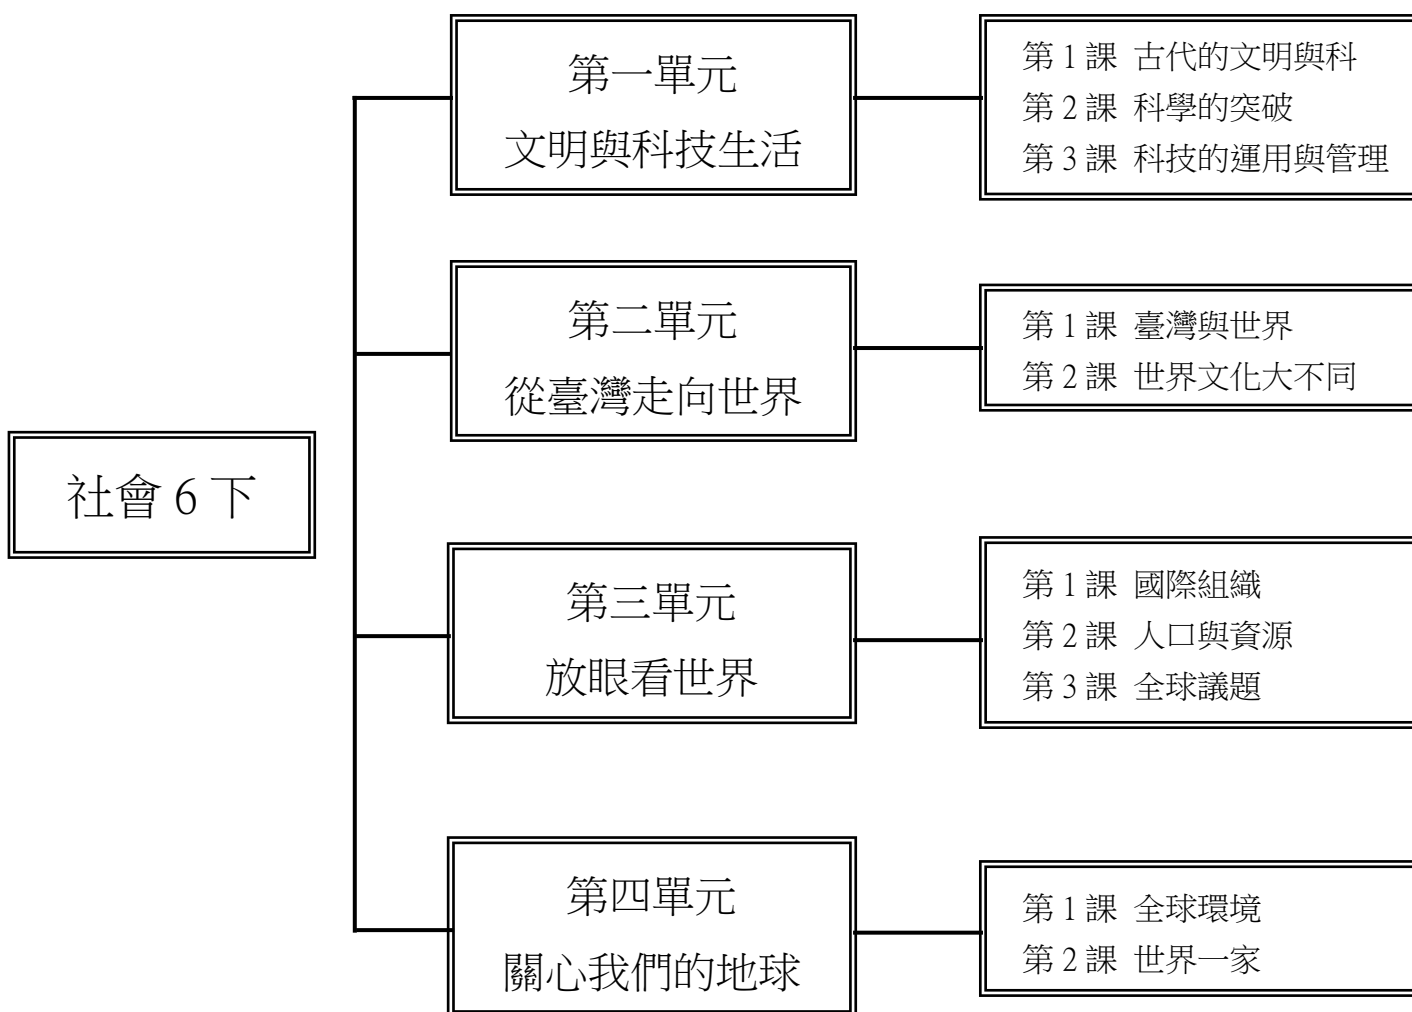 社會 6 下
第一單元
文明與科技生活
第 1 課 古代的文明與科
第 2 課 科學的突破
第 3 課 科技的運用與管理
第二單元
從臺灣走向世界
第 1 課 臺灣與世界
第 2 課 世界文化大不同
第三單元
放眼看世界
第 1 課 國際組織
第 2 課 人口與資源
第 3 課 全球議題
第四單元
關心我們的地球
第 1 課 全球環境
第 2 課 世界一家